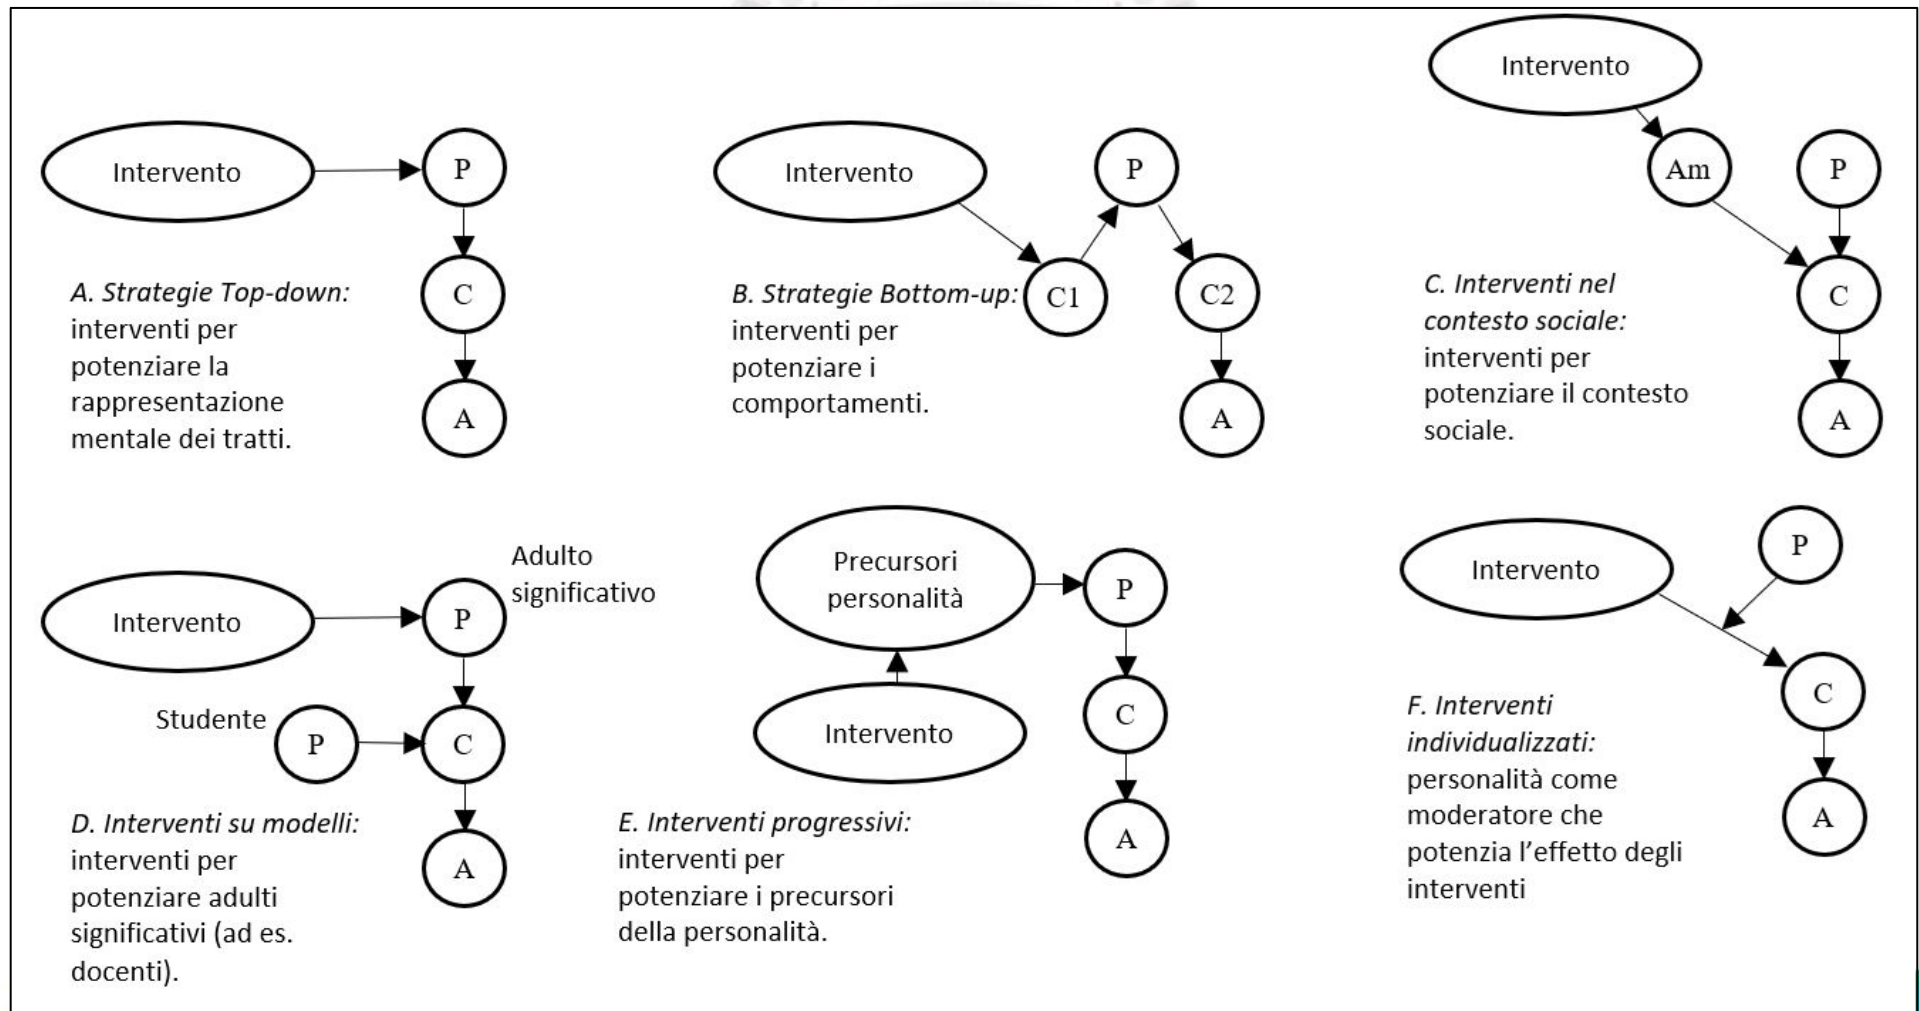 Intervento
P
C
A
A. Strategie Top-down:
interventi per
potenziare la
rappresentazione
mentale dei tratti.
Intervento
P
C1
C2
A
B. Strategie Bottom-up:
interventi per
potenziare i
comportamenti.
Intervento
Am
P
C
A
C. Interventi nel
contesto sociale:
interventi per
potenziare il contesto
sociale.
Intervento
P
Adulto
significativo
Studente
P
C
A
D. Interventi su modelli:
interventi per
potenziare adulti
significativi (ad es.
docenti).
Precursori
personalità
P
Intervento
C
A
E. Interventi progressivi:
interventi per
potenziare i precursori
della personalità.
Intervento
P
C
A
F. Interventi
individualizzati:
personalità come
moderatore che
potenzia l’effetto degli
interventi